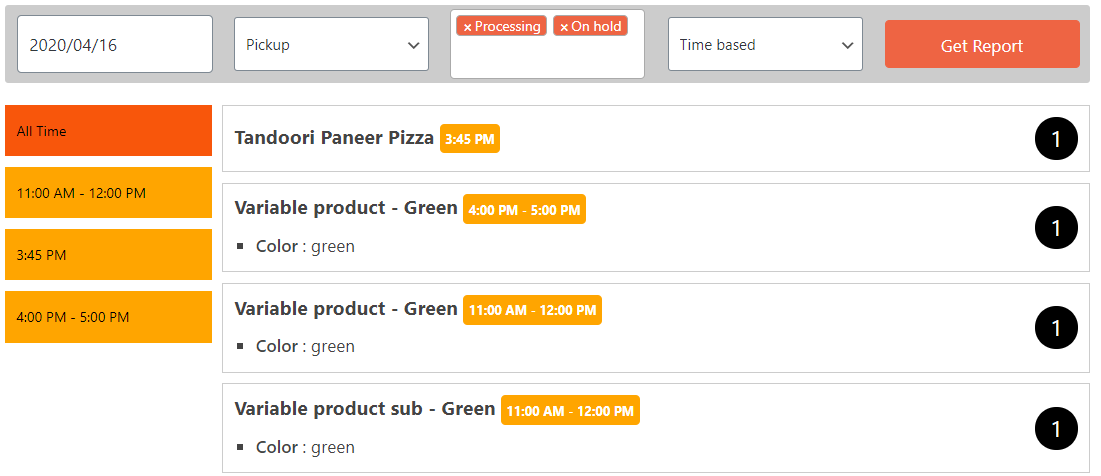 2020/04/16
Pickup
× Processing × On hold
Time based
Get Report
All Time
11:00 AM - 12:00 PM
3:45 PM
4:00 PM - 5:00 PM
Tandoori Paneer Pizza 3:45 PM
1
Variable product - Green 4:00 PM - 5:00 PM
Color : green
1
Variable product - Green 11:00 AM - 12:00 PM
Color : green
1
Variable product sub - Green 11:00 AM - 12:00 PM
Color : green
1